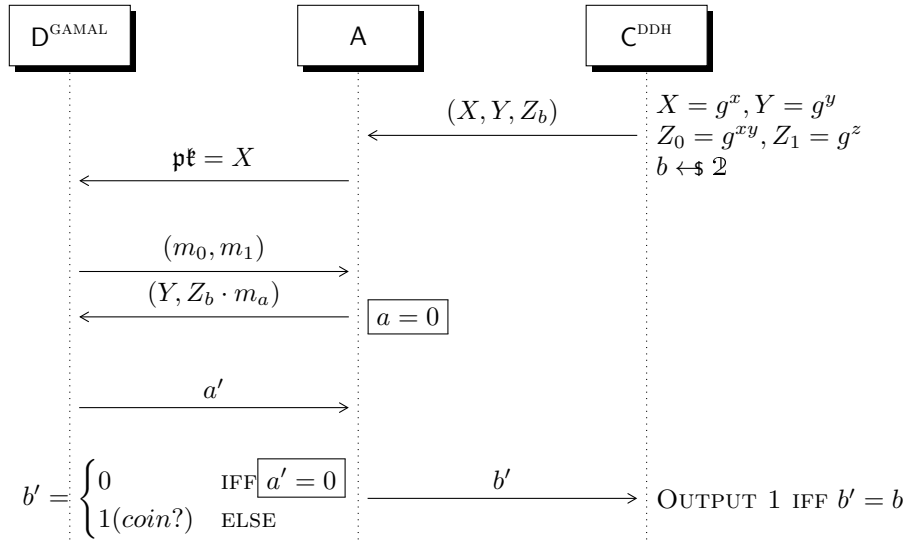 D^GAMAL A C^DDH
(X, Y, Z_b)
X = g^x, Y = g^y
Z_0 = g^{xy}, Z_1 = g^z
b ←$ 𝟚
𝔭𝔨 = X
(m_0, m_1)
(Y, Z_b · m_a)
a = 0
a′
b′ = { 0 IFF a′ = 0
1(coin?) ELSE
b′
OUTPUT 1 IFF b′ = b